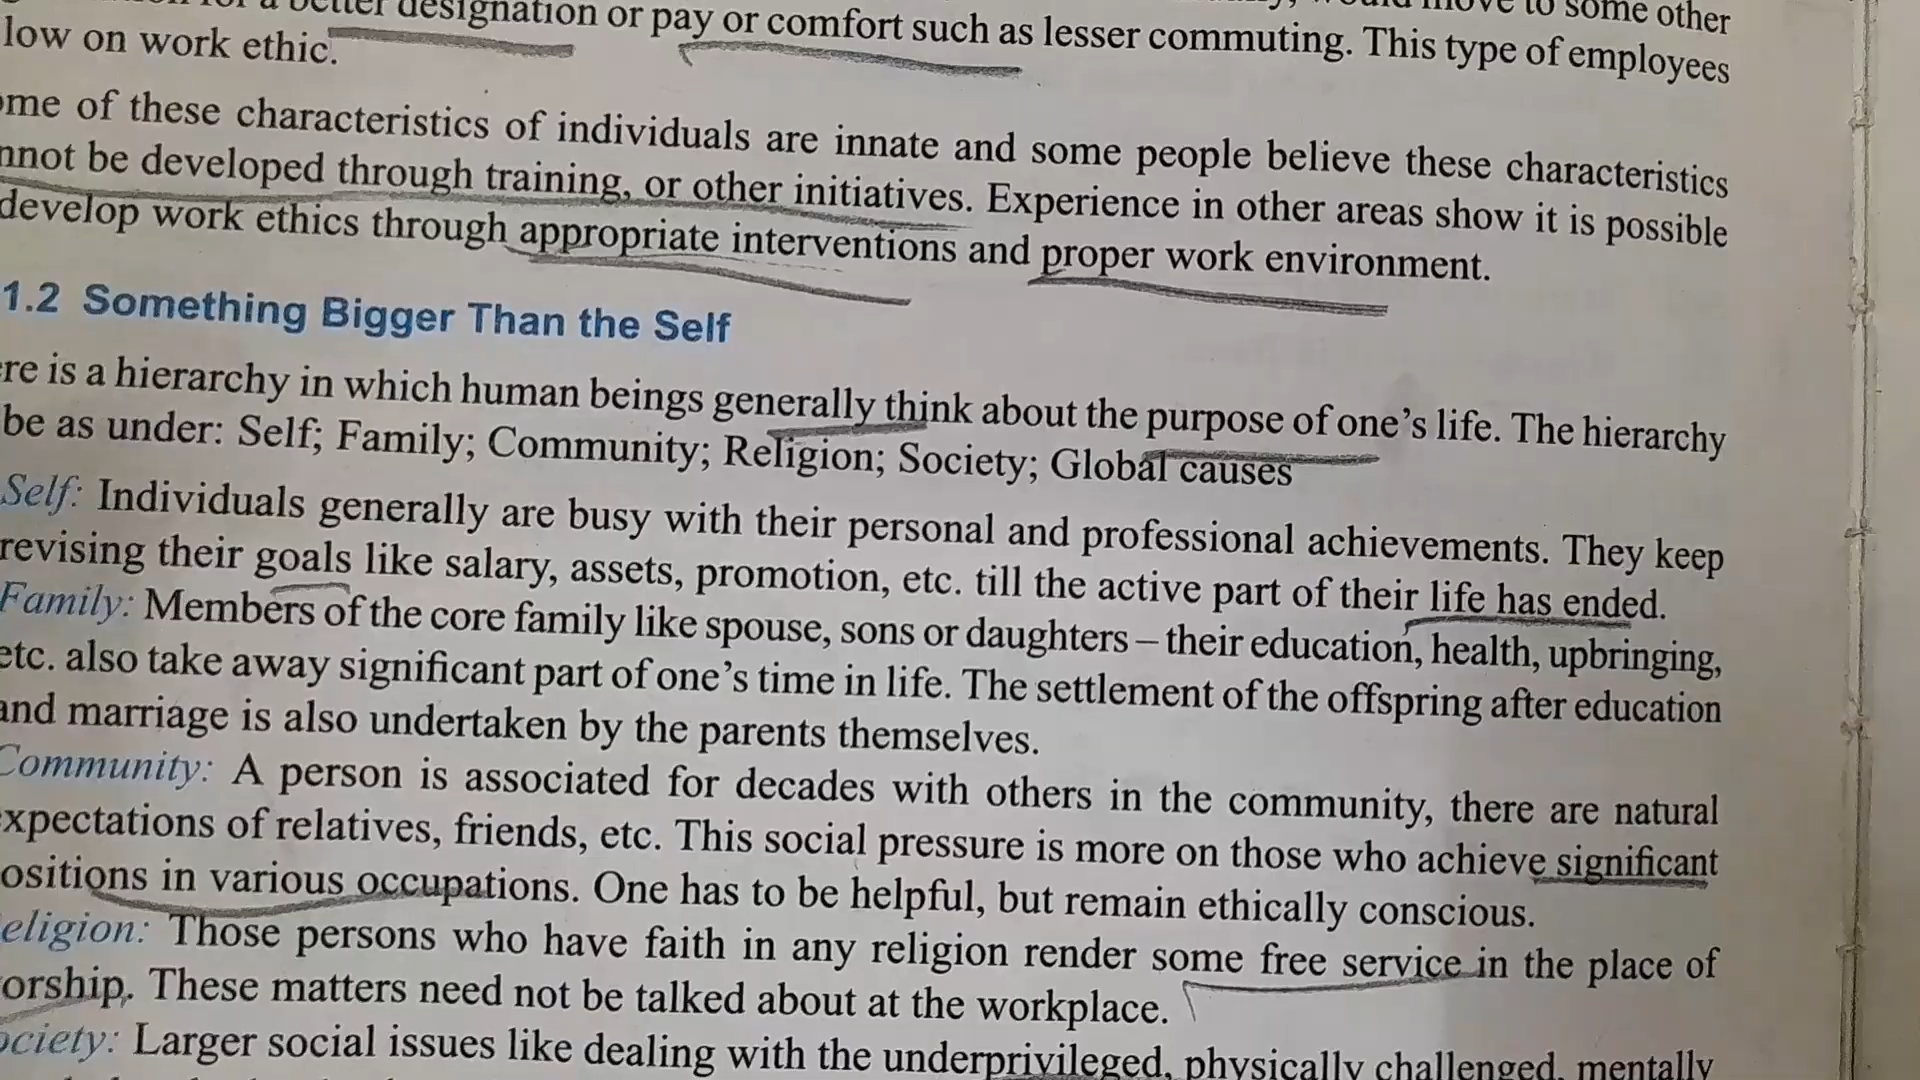 a better designation or pay or comfort such as lesser commuting. This type of employees
low on work ethic.
move to some other
of these characteristics of individuals are innate and some people believe these characteristics
be developed through training, or other initiatives. Experience in other areas show it is possible
develop work ethics through appropriate interventions and proper work environment.
1.2 Something Bigger Than the Self
re is a hierarchy in which human beings generally think about the purpose of one's life. The hierarchy
be as under: Self; Family; Community; Religion; Society; Global causes
Self: Individuals generally are busy with their personal and professional achievements. They keep
revising their goals like salary, assets, promotion, etc. till the active part of their life has ended.
Family: Members of the core family like spouse, sons or daughters – their education, health, upbringing,
etc. also take away significant part of one's time in life. The settlement of the offspring after education
and marriage is also undertaken by the parents themselves.
Community: A person is associated for decades with others in the community, there are natural
xpectations of relatives, friends, etc. This social pressure is more on those who achieve significant
ositions in various occupations. One has to be helpful, but remain ethically conscious.
eligion: Those persons who have faith in any religion render some free service in the place of
orship. These matters need not be talked about at the workplace.
ociety: Larger social issues like dealing with the underprivileged, physically challenged, mentally